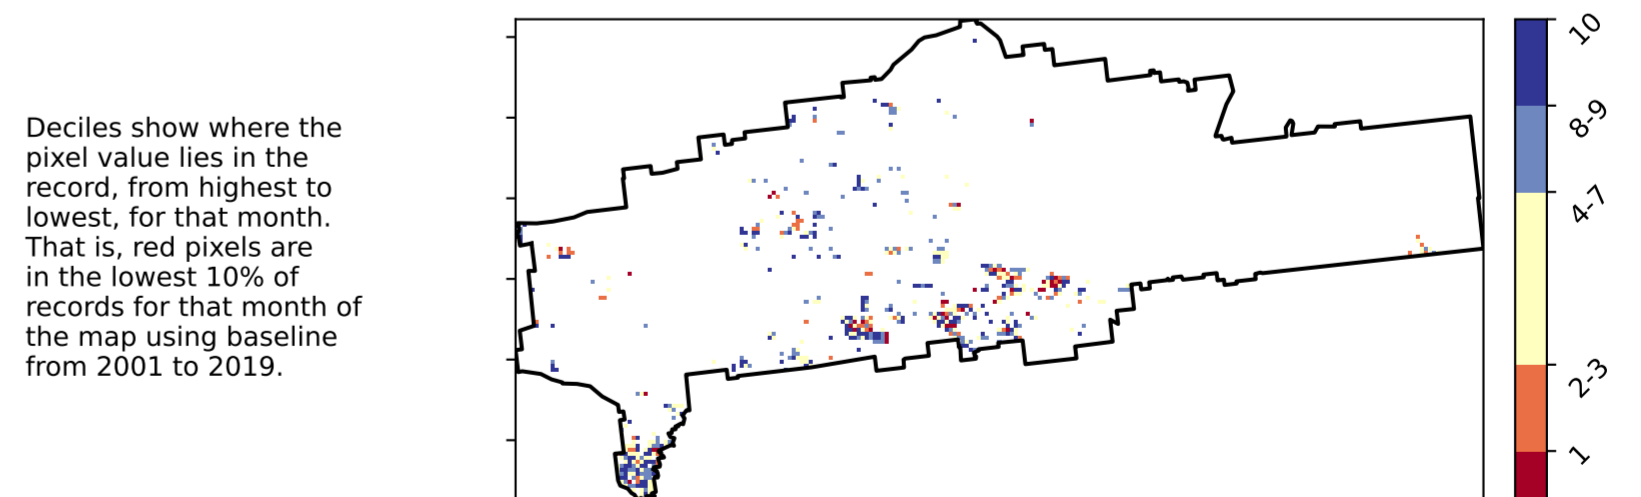 Deciles show where the
pixel value lies in the
record, from highest to
lowest, for that month.
That is, red pixels are
in the lowest 10% of
records for that month of
the map using baseline
from 2001 to 2019.
10
8-9
4-7
2-3
1